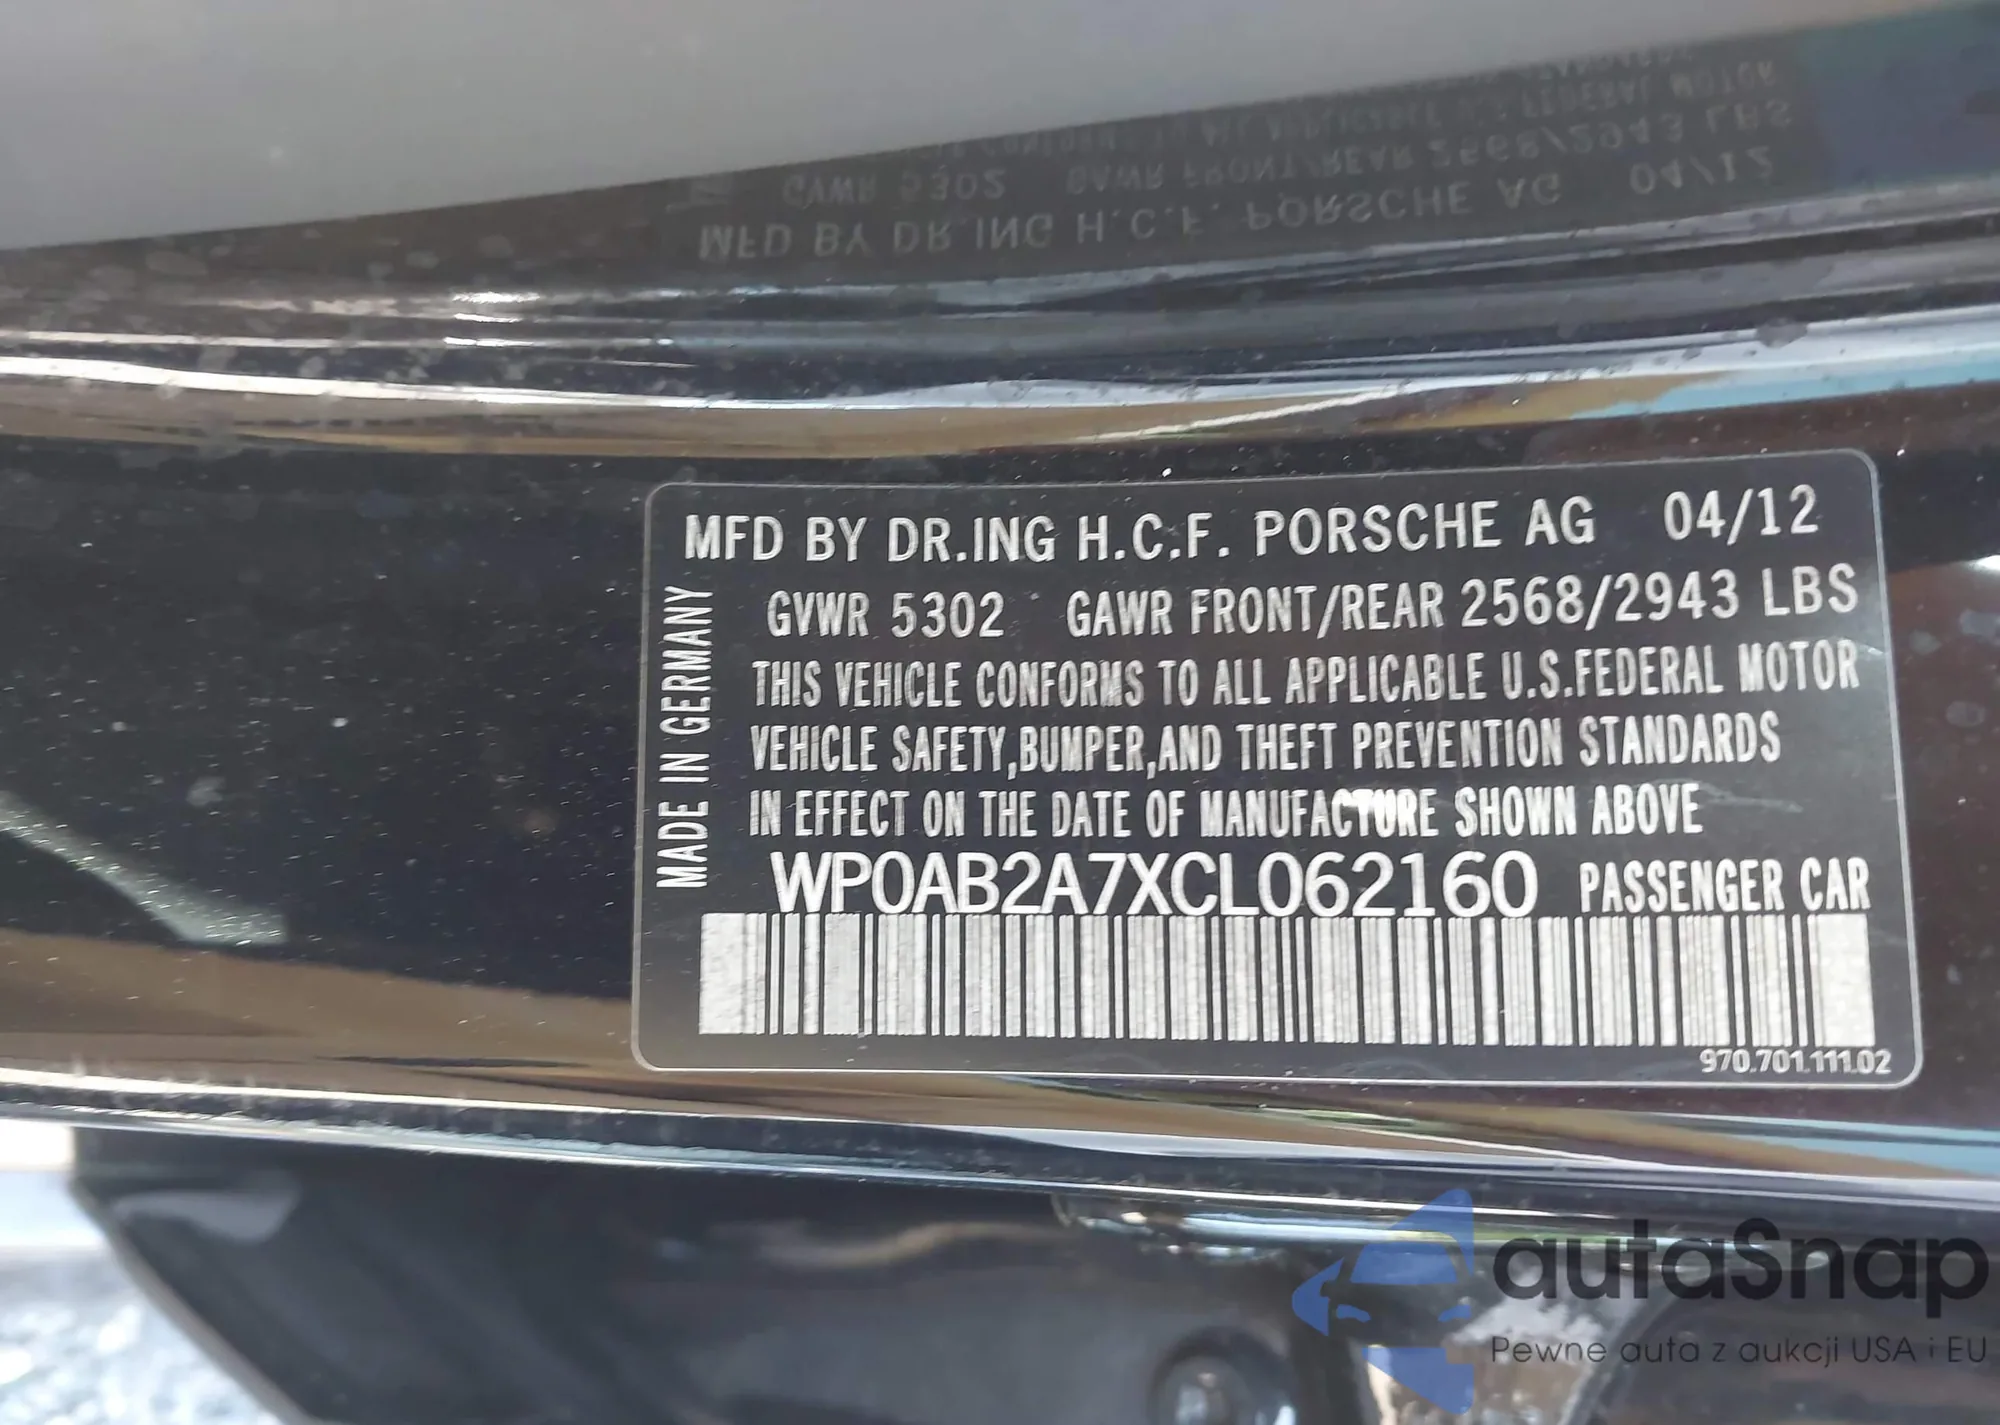 MFD BY DR.ING H.C.F. PORSCHE AG 04/12
GVWR 5302 GAWR FRONT/REAR 2568/2943 LBS
THIS VEHICLE CONFORMS TO ALL APPLICABLE U.S.FEDERAL MOTOR
VEHICLE SAFETY,BUMPER,AND THEFT PREVENTION STANDARDS
IN EFFECT ON THE DATE OF MANUFACTURE SHOWN ABOVE
WP0AB2A7XCL062160 PASSENGER CAR
970.701.111.02
MADE IN GERMANY
autaSnap
Pewne auta z aukcji USA i EU